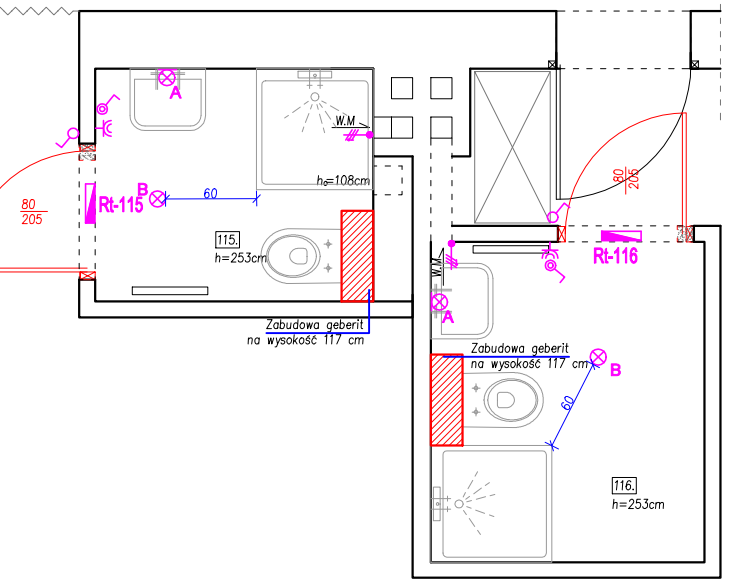 A
W.M
80
205
h₀=108cm
80
205
B
60
Rt-115
115.
h=253cm
Rt-116
W.M
A
Zabudowa geberit
na wysokość 117 cm
Zabudowa geberit
na wysokość 117 cm
B
60
116.
h=253cm